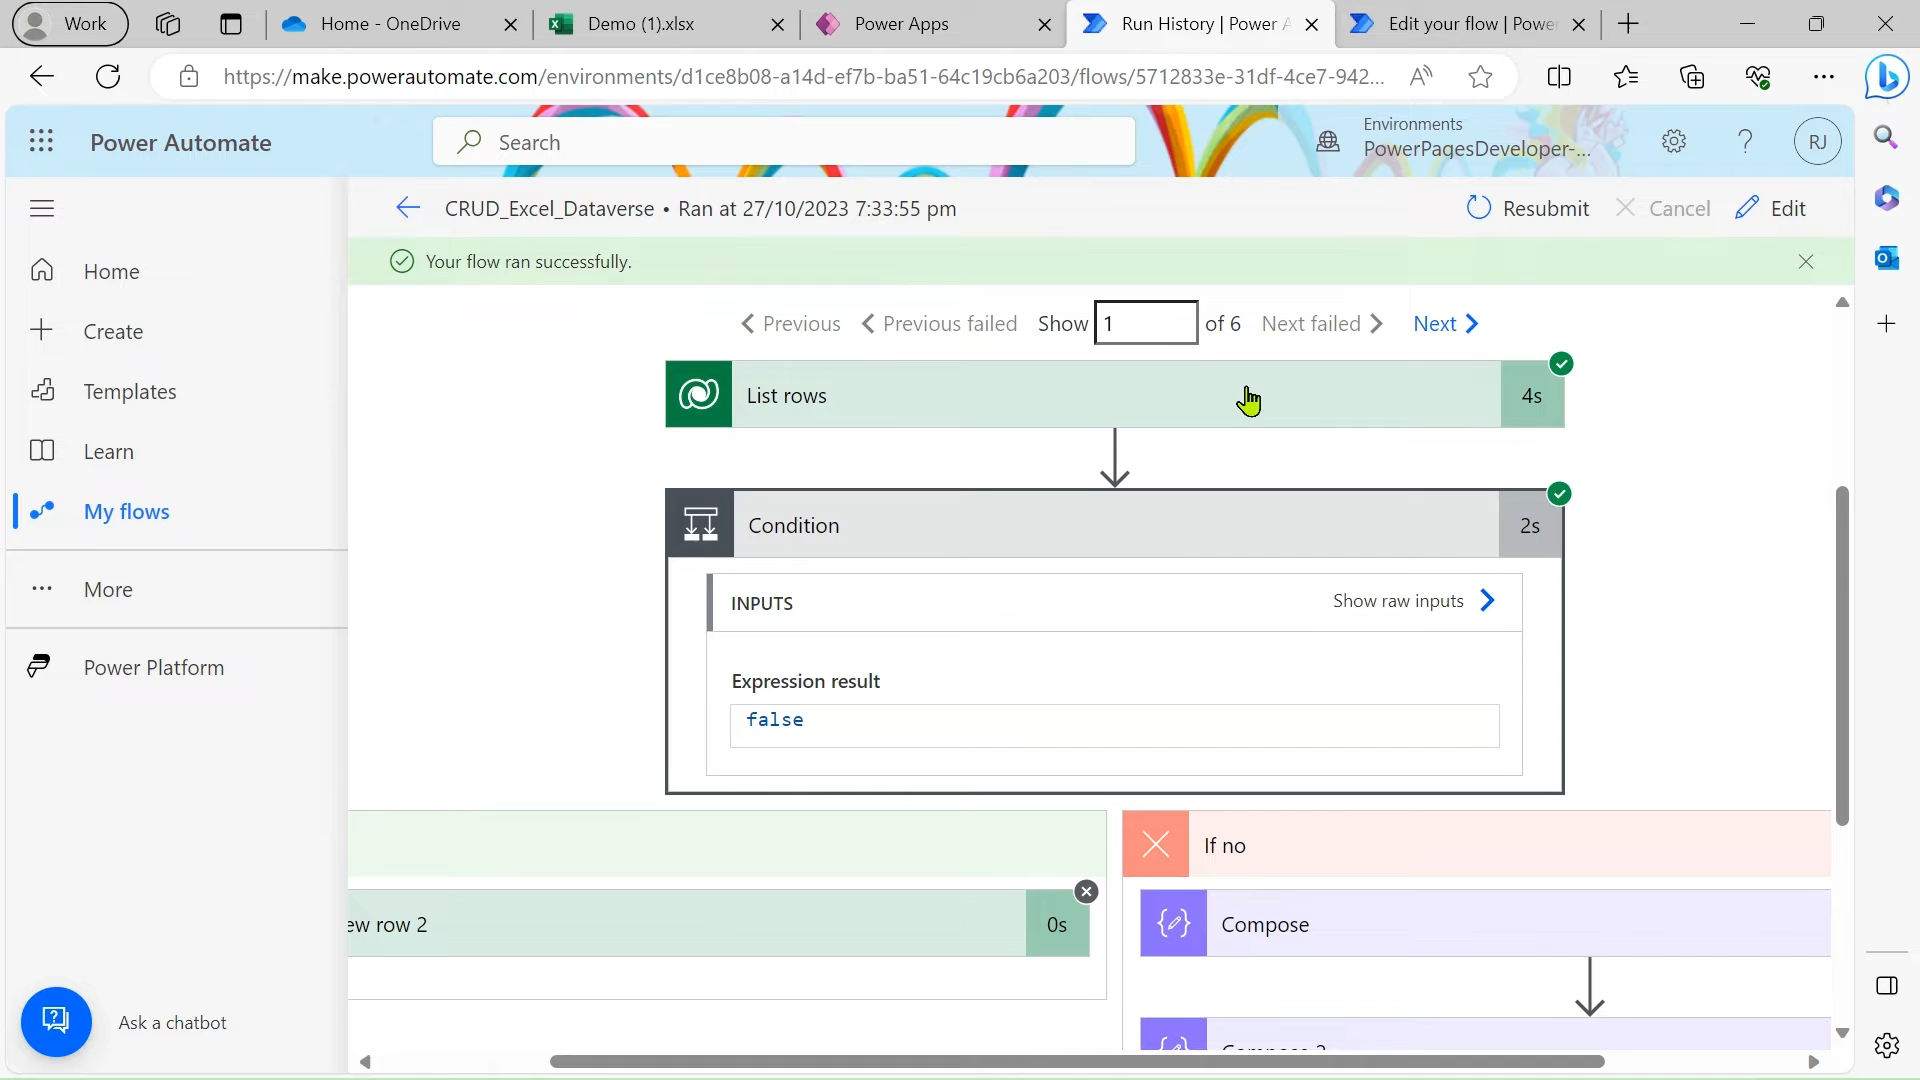 Work
Home - OneDrive
Demo (1).xlsx
Power Apps
Run History | Power A
Edit your flow | Powe
https://make.powerautomate.com/environments/d1ce8b08-a14d-ef7b-ba51-64c19cb6a203/flows/5712833e-31df-4ce7-942...
Power Automate
Search
Environments
PowerPagesDeveloper-...
?
RJ
CRUD_Excel_Dataverse • Ran at 27/10/2023 7:33:55 pm
Resubmit
Cancel
Edit
Your flow ran successfully.
Home
Create
Templates
Learn
My flows
More
Power Platform
Ask a chatbot
Previous
Previous failed
Show
1
of 6
Next failed
Next
List rows
4s
Condition
2s
INPUTS
Show raw inputs
Expression result
false
ew row 2
0s
If no
Compose